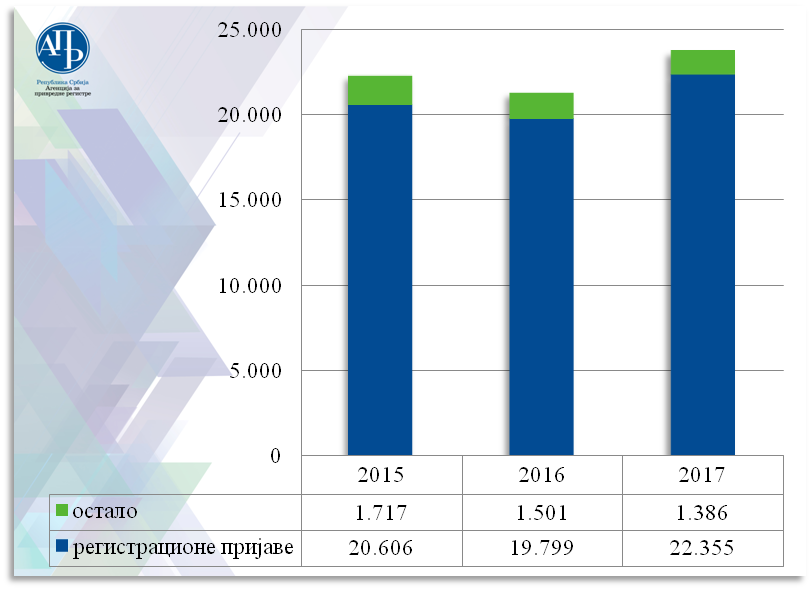 АПР
Република Србија
Агенција за
привредне регистре
25.000
20.000
15.000
10.000
5.000
0
2015 2016 2017
остало 1.717 1.501 1.386
регистрационе пријаве 20.606 19.799 22.355